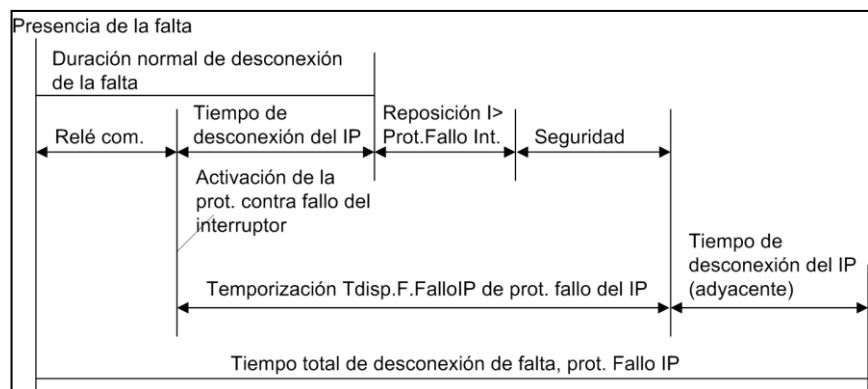 Presencia de la falta
Duración normal de desconexión
de la falta
Relé com.
Tiempo de
desconexión del IP
Reposición I>
Prot.Fallo Int.
Seguridad
Activación de la
prot. contra fallo del
interruptor
Tiempo de
desconexión del IP
(adyacente)
Temporización Tdisp.F.FalloIP de prot. fallo del IP
Tiempo total de desconexión de falta, prot. Fallo IP